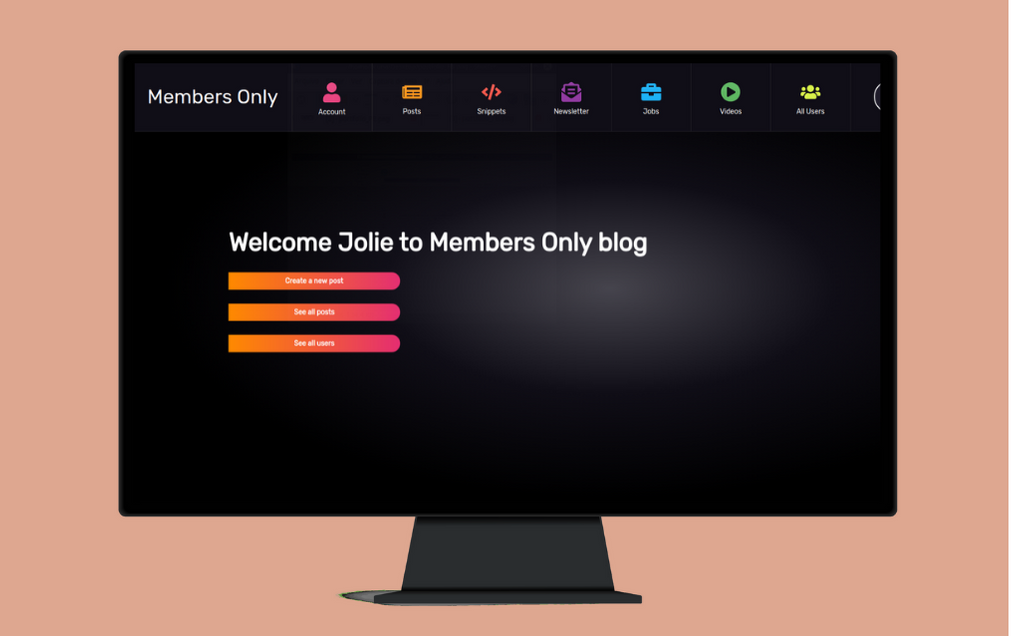 Members Only
Account
Posts
Snippets
Newsletter
Jobs
Videos
All Users
Welcome Jolie to Members Only blog
Create a new post
See all posts
See all users